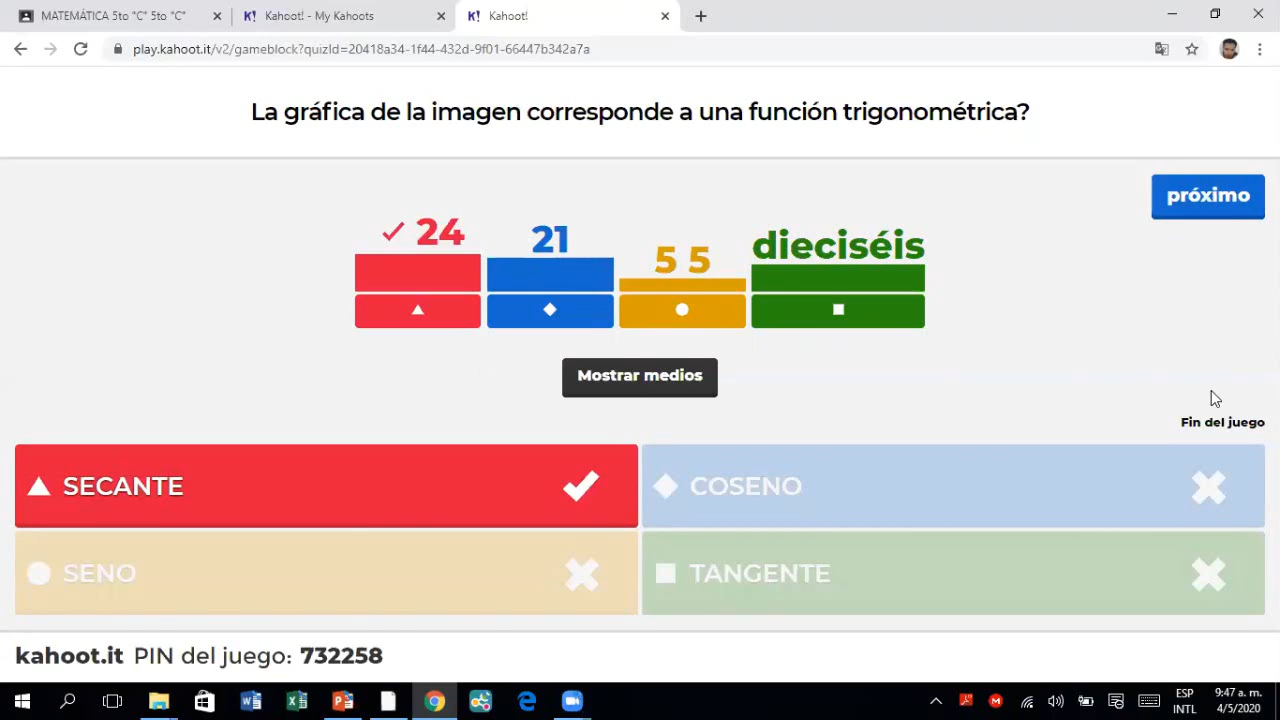 MATEMÁTICA 5to "C" 5to "C"
Kahoot! - My Kahoots
Kahoot!
play.kahoot.it/v2/gameblock?quizId=20418a34-1f44-432d-9f01-66447b342a7a
La gráfica de la imagen corresponde a una función trigonométrica?
próximo
24
21
5 5
dieciséis
Mostrar medios
Fin del juego
SECANTE
COSENO
SENO
TANGENTE
kahoot.it PIN del juego: 732258
ESP
INTL
9:47 a. m.
4/5/2020